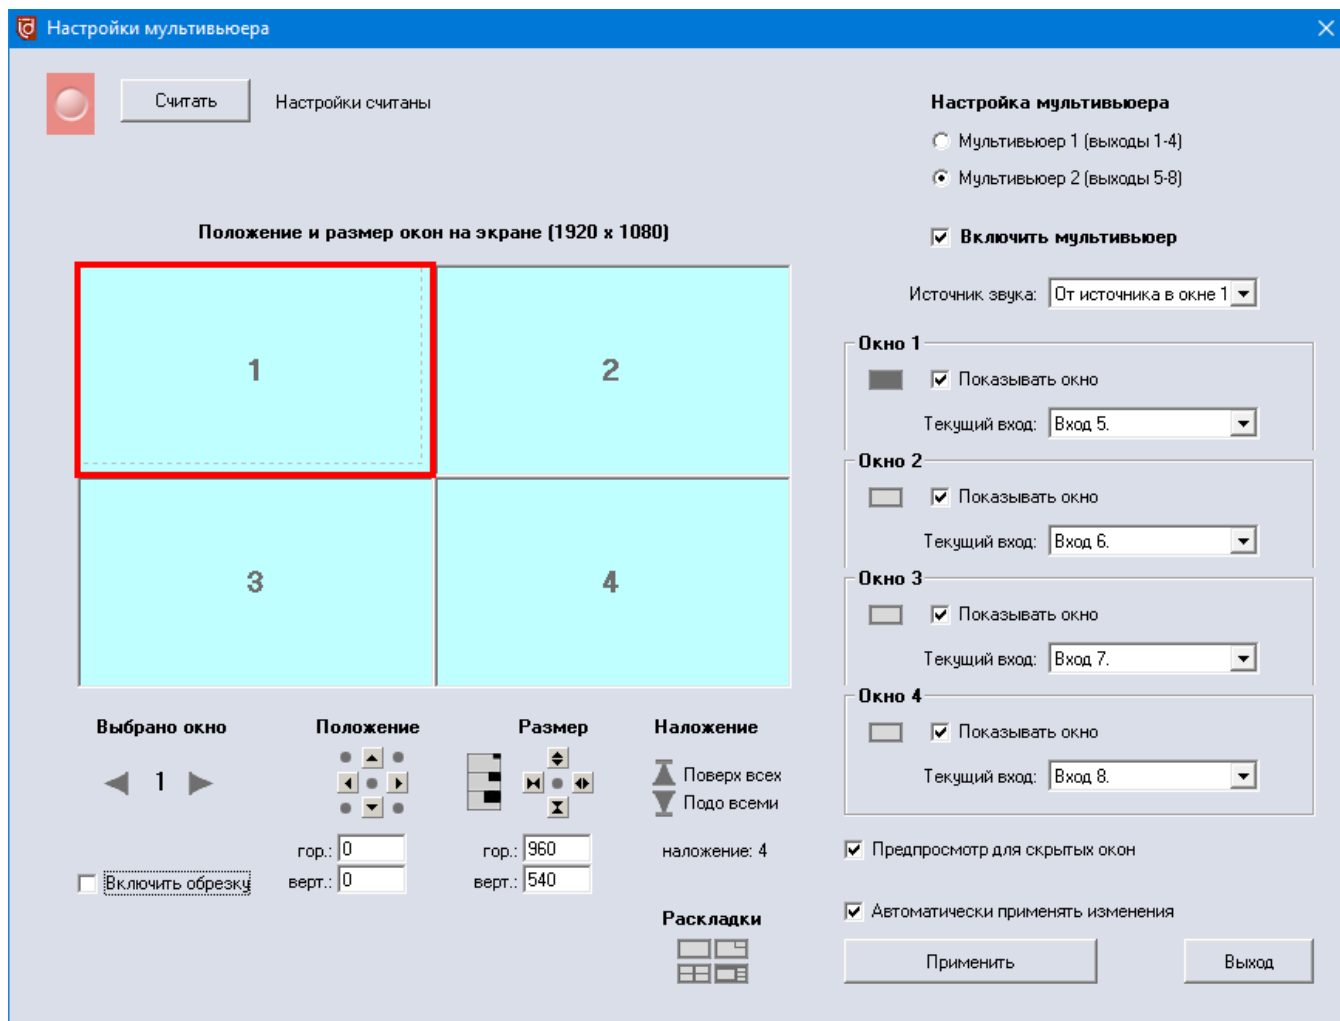 Настройки мультивьюера
Считать
Настройки считаны
Настройка мультивьюера
Мультивьюер 1 (выходы 1-4)
Мультивьюер 2 (выходы 5-8)
Положение и размер окон на экране (1920 x 1080)
Включить мультивьюер
Источник звука: От источника в окне 1
1
2
3
4
Окно 1
Показывать окно
Текущий вход: Вход 5.
Окно 2
Показывать окно
Текущий вход: Вход 6.
Окно 3
Показывать окно
Текущий вход: Вход 7.
Окно 4
Показывать окно
Текущий вход: Вход 8.
Выбрано окно
1
Включить обрезку
Положение
гор.: 0
верт.: 0
Размер
гор.: 960
верт.: 540
Наложение
Поверх всех
Подо всеми
наложение: 4
Раскладки
Предпросмотр для скрытых окон
Автоматически применять изменения
Применить
Выход